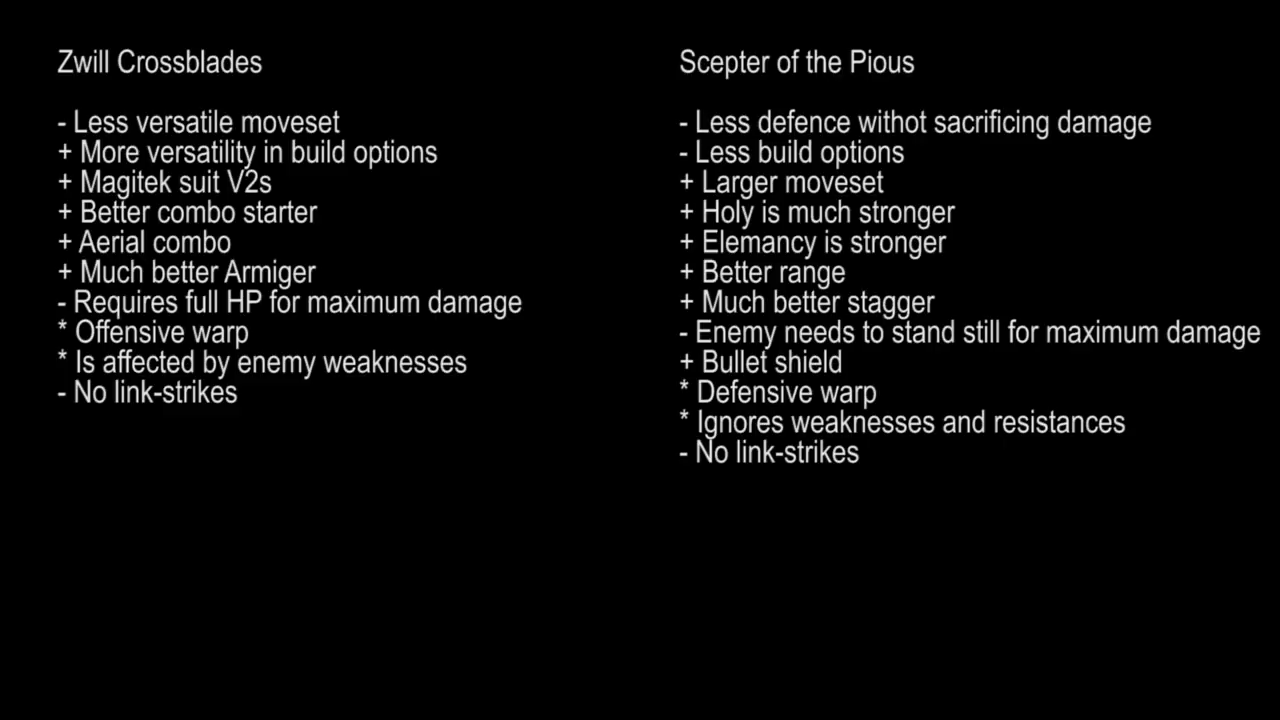 Zwill Crossblades
- Less versatile moveset
+ More versatility in build options
+ Magitek suit V2s
+ Better combo starter
+ Aerial combo
+ Much better Armiger
- Requires full HP for maximum damage
* Offensive warp
* Is affected by enemy weaknesses
- No link-strikes
Scepter of the Pious
- Less defence withot sacrificing damage
- Less build options
+ Larger moveset
+ Holy is much stronger
+ Elemancy is stronger
+ Better range
+ Much better stagger
- Enemy needs to stand still for maximum damage
+ Bullet shield
* Defensive warp
* Ignores weaknesses and resistances
- No link-strikes